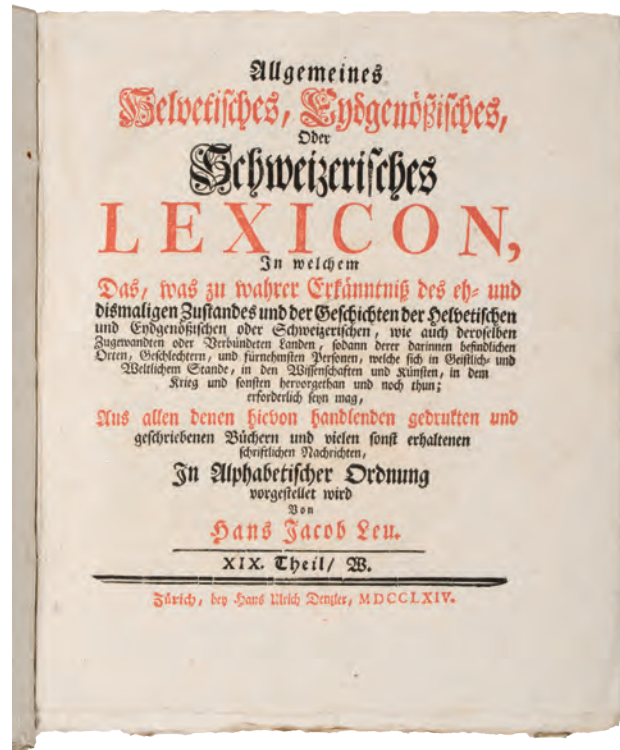 Allgemeines
Helvetisches, Eydgenößisches,
Oder
Schweizerisches
LEXICON,
In welchem
Das, was zu wahrer Erkänntniß des eh- und
dismaligen Zustandes und der Geschichten der Helvetischen
und Eydgenößischen oder Schweizerischen, wie auch deroselben
Zugewandten oder Verbündeten Landen, sodann derer darinnen befindlichen
Orten, Geschlechtern, und fürnehmsten Personen, welche sich in Geistlich- und
Weltlichem Stande, in den Wissenschaften und Künsten, in dem
Krieg und sonsten hervorgethan und noch thun;
erforderlich seyn mag,
Aus allen denen hievon handlenden gedrukten und
geschriebenen Büchern und vielen sonst erhaltenen
schriftlichen Nachrichten,
In Alphabetischer Ordnung
vorgestellet wird
Von
Hans Jacob Leu.
XIX. Theil/ W.
Zürich, bey Hans Ulrich Denzler, MDCCLXIV.